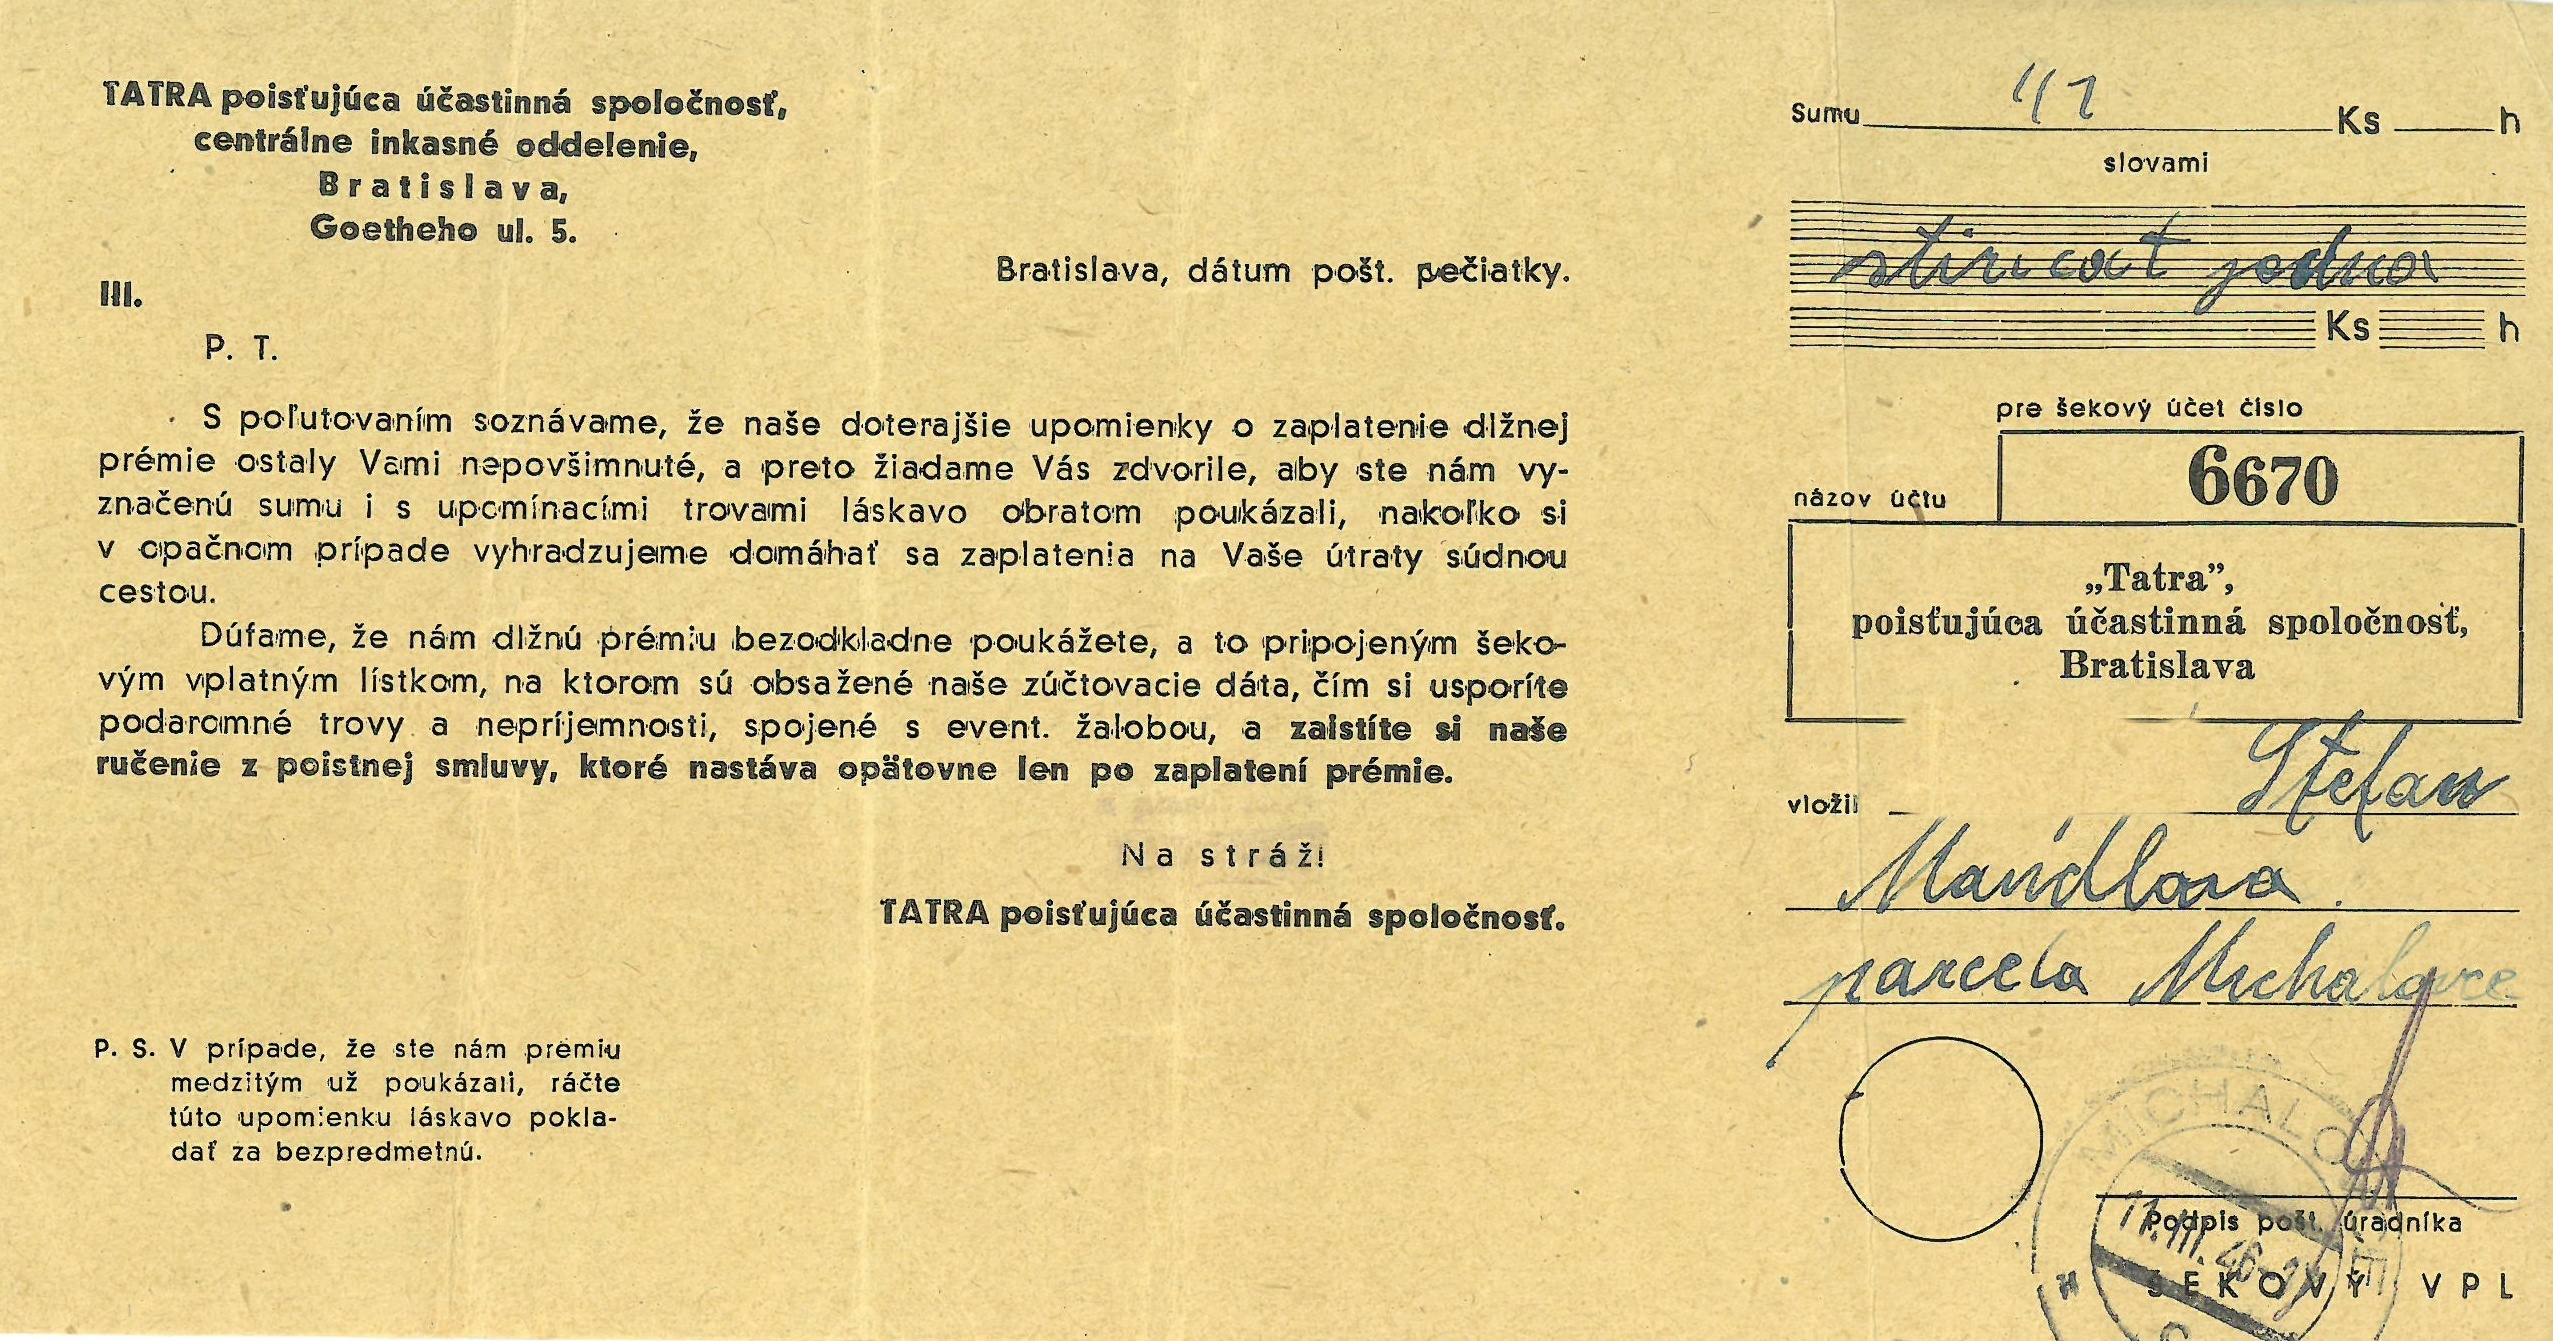 TATRA poisťujúca účastinná spoločnosť,
centrálne inkasné oddelenie,
Bratislava,
Goetheho ul. 5.
Bratislava, dátum pošt. pečiatky.
III.
P. T.
S poľutovaním soznávame, že naše doterajšie upomienky o zaplatenie dlžnej
prémie ostaly Vami nepovšimnuté, a preto žiadame Vás zdvorile, aby ste nám vy-
značenú sumu i s upomínacími trovami láskavo obratom poukázali, nakoľko si
v opačnom prípade vyhradzujeme domáhať sa zaplatenia na Vaše útraty súdnou
cestou.
Dúfame, že nám dlžnú prémiu bezodkladne poukážete, a to pripojeným šeko-
vým vplatným lístkom, na ktorom sú obsažené naše zúčtovacie dáta, čím si usporíte
podaromné trovy a nepríjemnosti, spojené s event. žalobou, a zaistíte si naše
ručenie z poistnej smluvy, ktoré nastáva opätovne len po zaplatení prémie.
Na stráž!
TATRA poisťujúca účastinná spoločnosť.
P. S. V prípade, že ste nám prémiu
medzitým už poukázali, ráčte
túto upomienku láskavo pokla-
dať za bezpredmetnú.
Sumu 41 Ks h
slovami
stiricat jedna
Ks h
pre šekový účet číslo
6670
názov účtu
„Tatra”,
poisťujúca účastinná spoločnosť,
Bratislava
vložil Štefan
Mandlova
parcela Michalovce
MICHALOVCE
Podpis pošt. úradníka
11.III.46
ŠEKOVÝ VPL